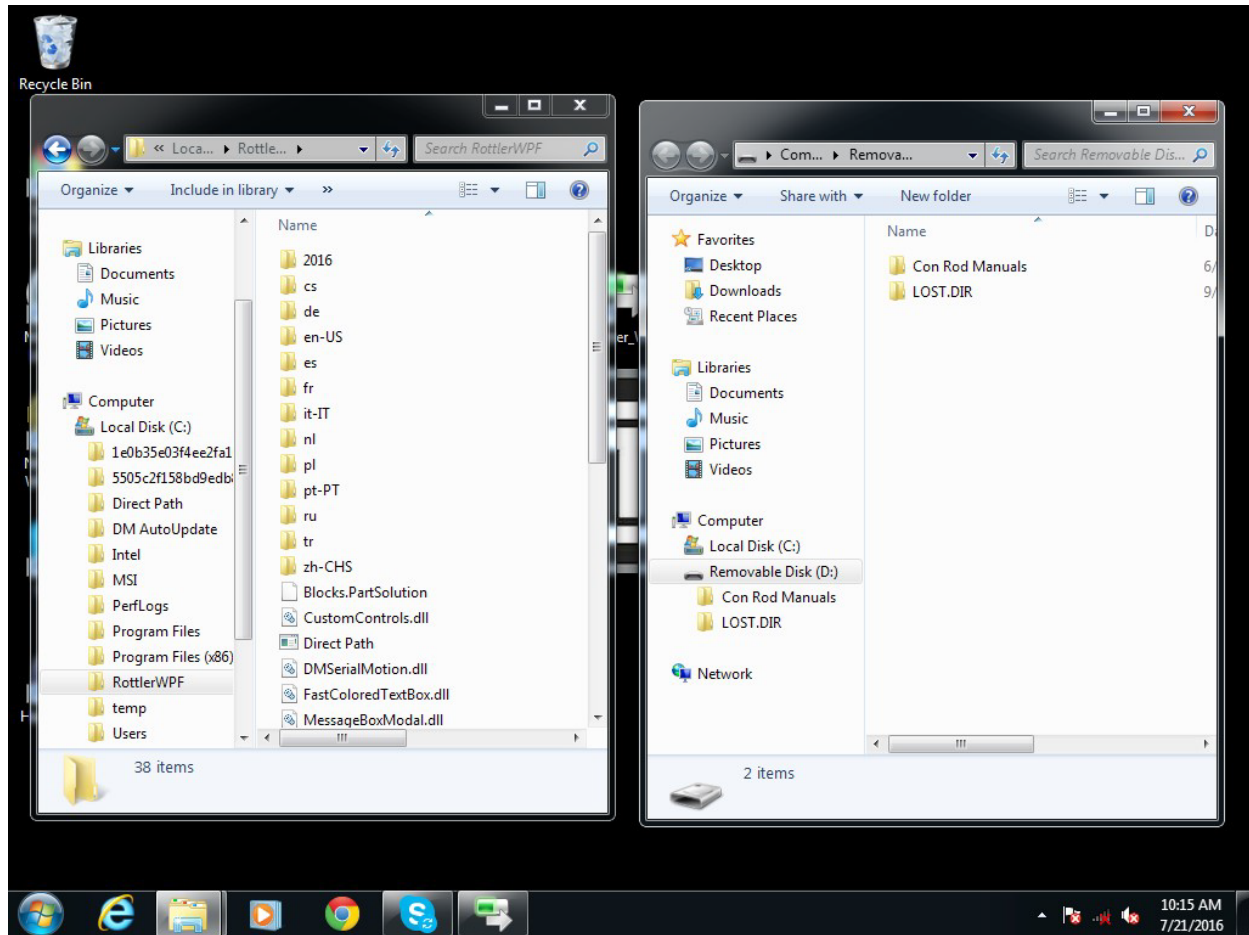 Recycle Bin
« Loca... Rottle...
Search RottlerWPF
Organize
Include in library
»
Libraries
Documents
Music
Pictures
Videos
Computer
Local Disk (C:)
1e0b35e03f4ee2fa1
5505c2f158bd9edb
Direct Path
DM AutoUpdate
Intel
MSI
PerfLogs
Program Files
Program Files (x86)
RottlerWPF
temp
Users
Name
2016
cs
de
en-US
es
fr
it-IT
nl
pl
pt-PT
ru
tr
zh-CHS
Blocks.PartSolution
CustomControls.dll
Direct Path
DMSerialMotion.dll
FastColoredTextBox.dll
MessageBoxModal.dll
38 items
er_
Com... Remova...
Search Removable Dis...
Organize
Share with
New folder
Favorites
Desktop
Downloads
Recent Places
Libraries
Documents
Music
Pictures
Videos
Computer
Local Disk (C:)
Removable Disk (D:)
Con Rod Manuals
LOST.DIR
Network
Name
Con Rod Manuals
LOST.DIR
6/
9/
2 items
10:15 AM
7/21/2016